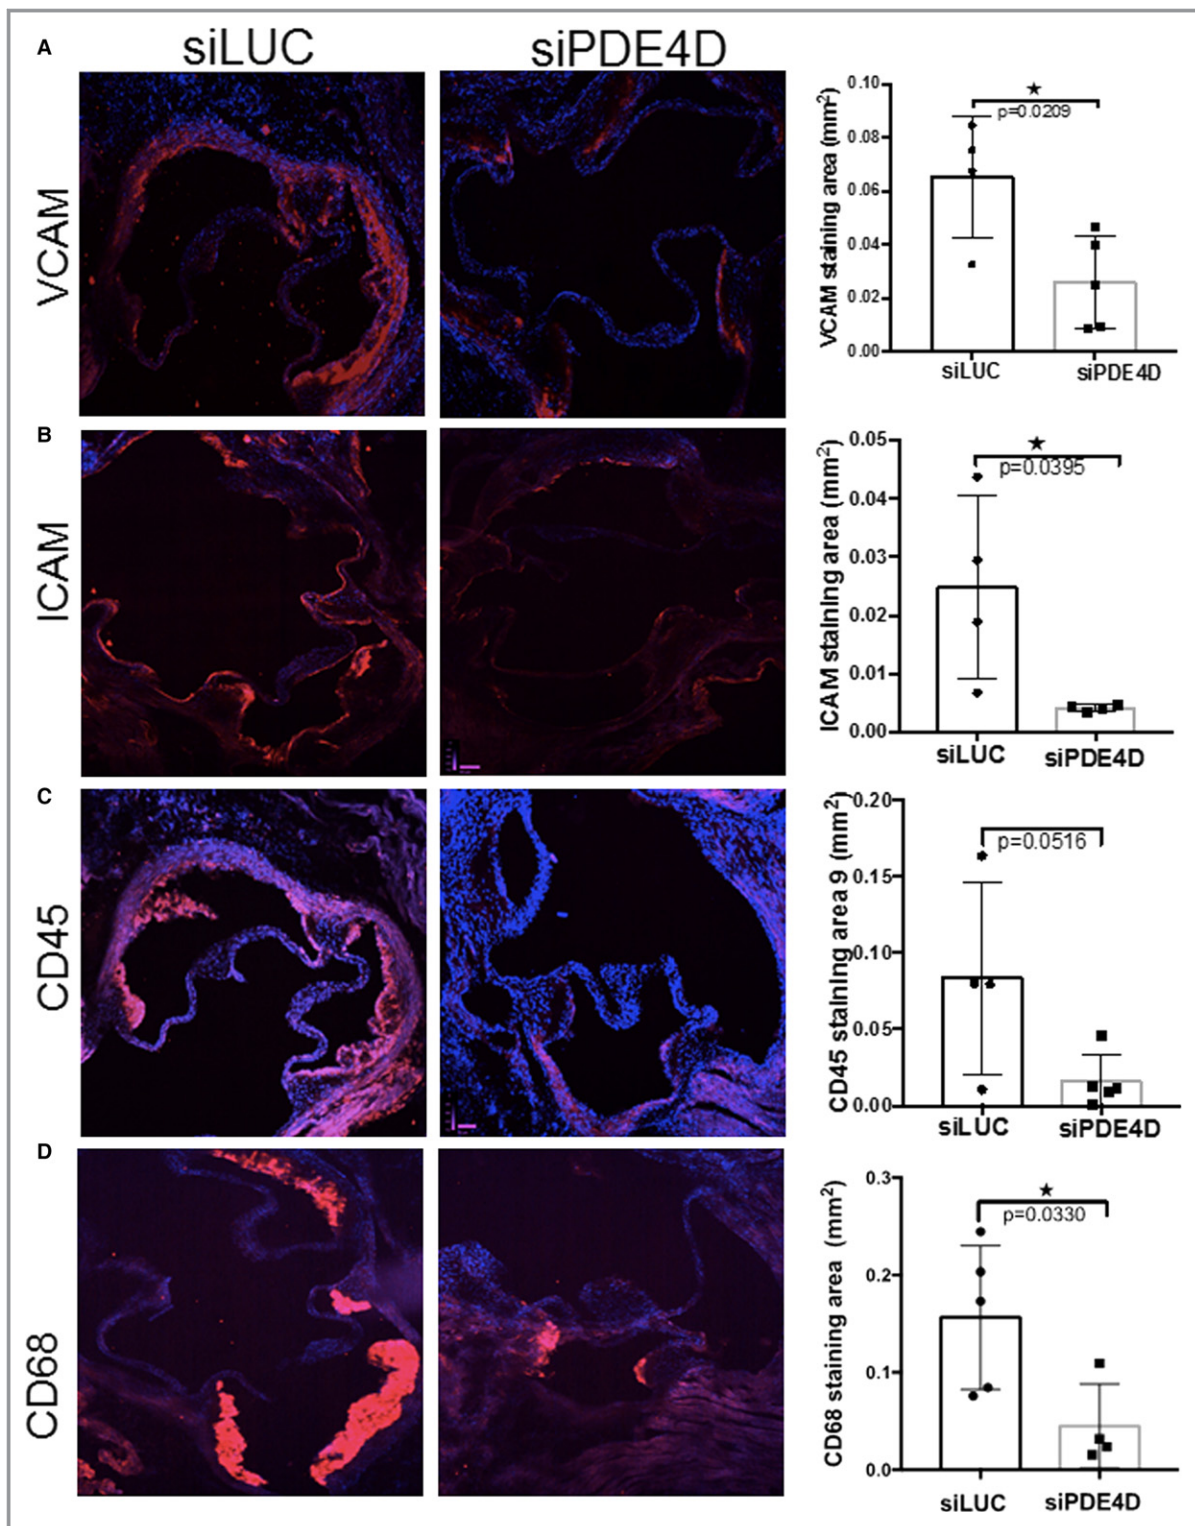 siLUC
siPDE4D
A
VCAM
VCAM staining area (mm²)
0.10
0.08
0.06
0.04
0.02
0.00
★
p=0.0209
siLUC
siPDE4D
B
ICAM
ICAM staining area (mm²)
0.05
0.04
0.03
0.02
0.01
0.00
★
p=0.0395
siLUC
siPDE4D
C
CD45
CD45 staining area 9 (mm²)
0.20
0.15
0.10
0.05
0.00
p=0.0516
siLUC
siPDE4D
D
CD68
CD68 staining area (mm²)
0.3
0.2
0.1
0.0
★
p=0.0330
siLUC
siPDE4D